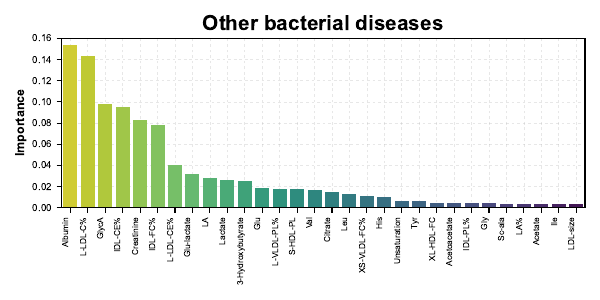 Other bacterial diseases
Importance
0.16
0.14
0.12
0.10
0.08
0.06
0.04
0.02
0.00
Albumin
L-LDL-C%
GlycA
IDL-CE%
Creatinine
IDL-FC%
L-LDL-CE%
Glu-lactate
LA
Lactate
3-Hydroxybutyrate
Glu
L-VLDL-PL%
S-HDL-PL
Val
Citrate
Leu
XS-VLDL-FC%
His
Unsaturation
Tyr
XL-HDL-FC
Acetoacetate
IDL-PL%
Gly
Sc-ala
LA%
Acetate
Ile
LDL-size